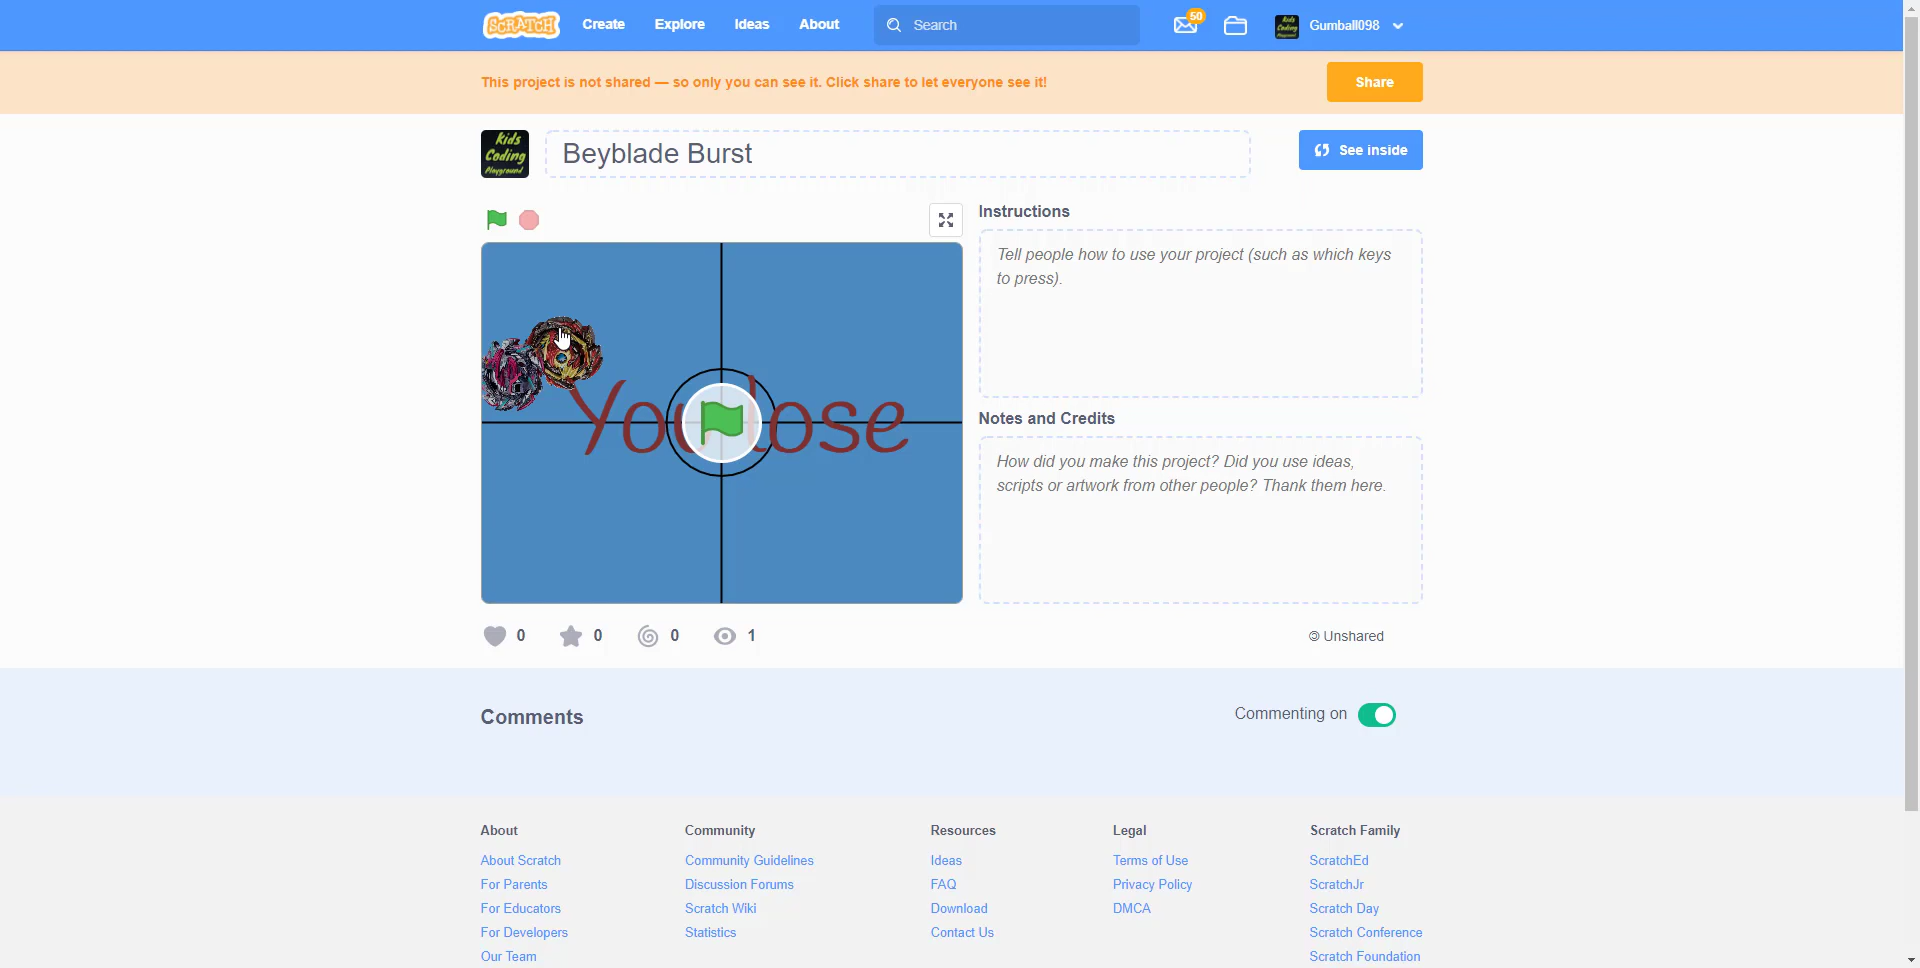 SCRATCH Create Explore Ideas About Search 50 Gumball098
This project is not shared — so only you can see it. Click share to let everyone see it! Share
Kids
Coding
Playground
Beyblade Burst
See inside
Instructions
Tell people how to use your project (such as which keys
to press).
You lose
Notes and Credits
How did you make this project? Did you use ideas,
scripts or artwork from other people? Thank them here.
0 0 0 1
Unshared
Comments
Commenting on
About Community Resources Legal Scratch Family
About Scratch Community Guidelines Ideas Terms of Use ScratchEd
For Parents Discussion Forums FAQ Privacy Policy ScratchJr
For Educators Scratch Wiki Download DMCA Scratch Day
For Developers Statistics Contact Us Scratch Conference
Our Team Scratch Foundation